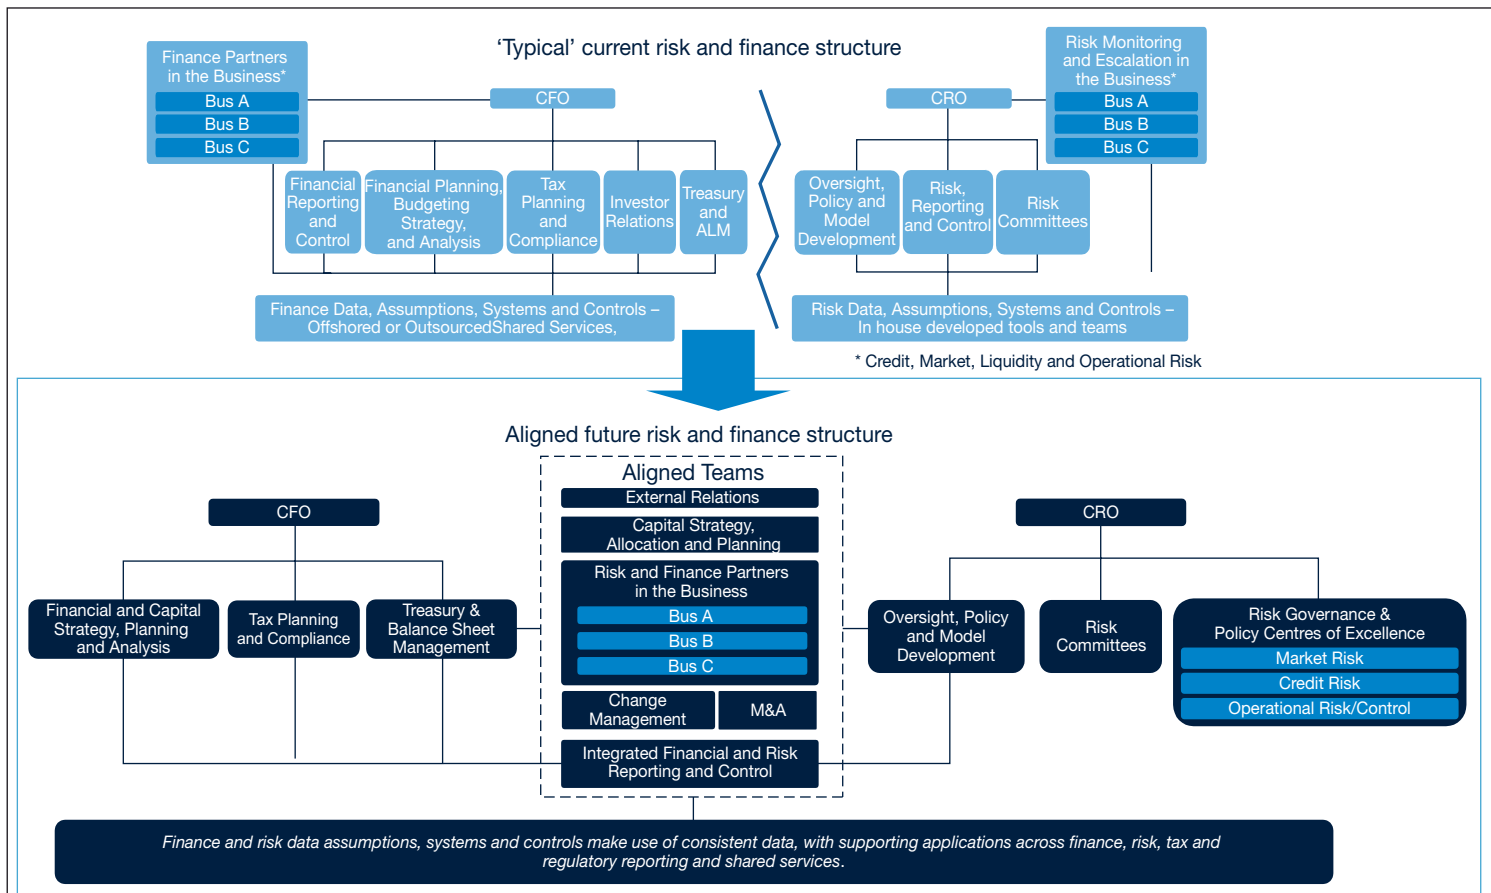 'Typical' current risk and finance structure
Finance Partners
in the Business*
Bus A
Bus B
Bus C
CFO
Financial
Reporting
and
Control
Financial Planning,
Budgeting
Strategy,
and Analysis
Tax
Planning
and
Compliance
Investor
Relations
Treasury
and
ALM
Finance Data, Assumptions, Systems and Controls –
Offshored or OutsourcedShared Services,
CRO
Risk Monitoring
and Escalation in
the Business*
Bus A
Bus B
Bus C
Oversight,
Policy and
Model
Development
Risk,
Reporting
and Control
Risk
Committees
Risk Data, Assumptions, Systems and Controls –
In house developed tools and teams
* Credit, Market, Liquidity and Operational Risk
Aligned future risk and finance structure
CFO
Financial and Capital
Strategy, Planning
and Analysis
Tax Planning
and Compliance
Treasury &
Balance Sheet
Management
Aligned Teams
External Relations
Capital Strategy,
Allocation and Planning
Risk and Finance Partners
in the Business
Bus A
Bus B
Bus C
Change
Management
M&A
Integrated Financial and Risk
Reporting and Control
CRO
Oversight, Policy
and Model
Development
Risk
Committees
Risk Governance &
Policy Centres of Excellence
Market Risk
Credit Risk
Operational Risk/Control
Finance and risk data assumptions, systems and controls make use of consistent data, with supporting applications across finance, risk, tax and
regulatory reporting and shared services.